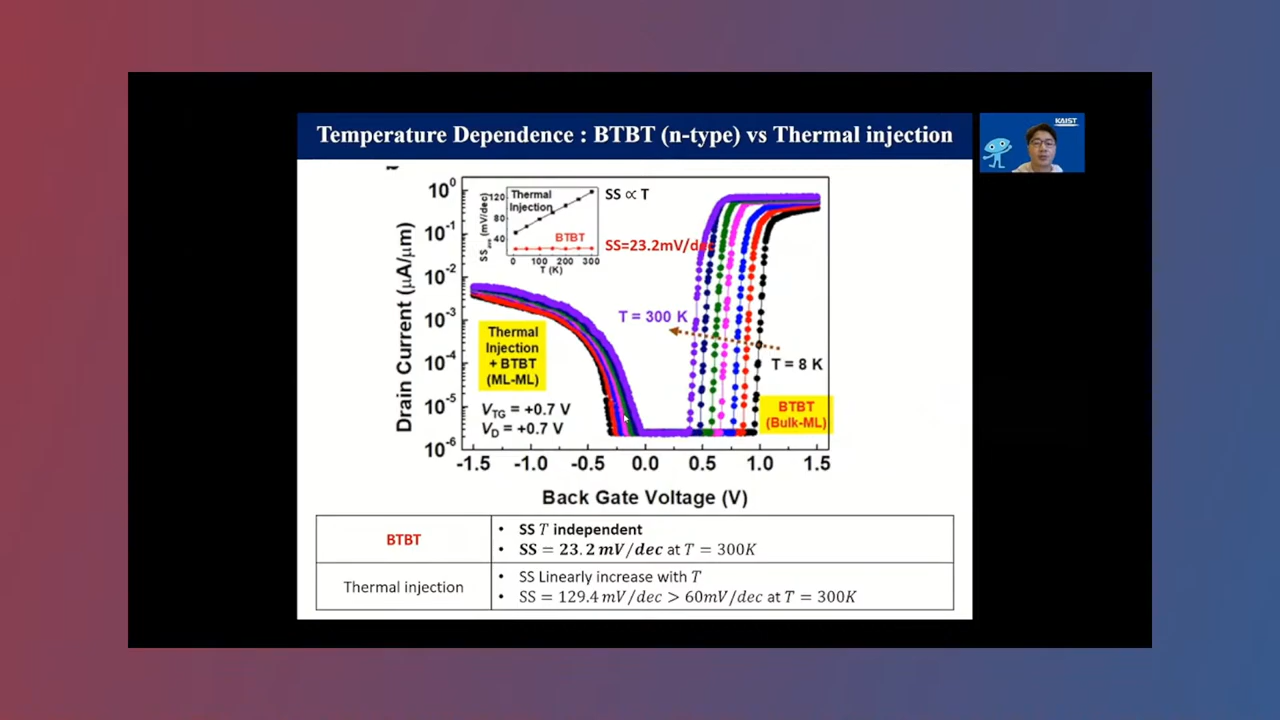 Temperature Dependence : BTBT (n-type) vs Thermal injection
KAIST
Drain Current (μA/μm)
10⁰
10⁻¹
10⁻²
10⁻³
10⁻⁴
10⁻⁵
10⁻⁶
SSₐᵥₑ (mV/dec)
120
80
40
Thermal
Injection
BTBT
0 100 200 300
T (K)
SS ∝ T
SS=23.2mV/dec
T = 300 K
T = 8 K
Thermal
Injection
+ BTBT
(ML-ML)
V_TG = +0.7 V
V_D = +0.7 V
BTBT
(Bulk-ML)
-1.5 -1.0 -0.5 0.0 0.5 1.0 1.5
Back Gate Voltage (V)
BTBT
• SS T independent
• SS = 23.2 mV/dec at T = 300K
Thermal injection
• SS Linearly increase with T
• SS = 129.4 mV/dec > 60mV/dec at T = 300K